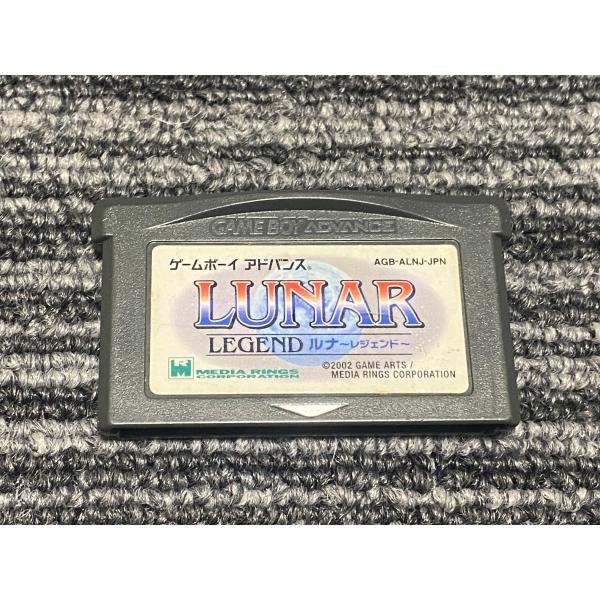 GAME BOY ADVANCE
ゲームボーイ アドバンス® AGB-ALNJ-JPN
LUNAR
LEGEND ルナ～レジェンド～
MEDIA RINGS
CORPORATION
©2002 GAME ARTS /
MEDIA RINGS CORPORATION